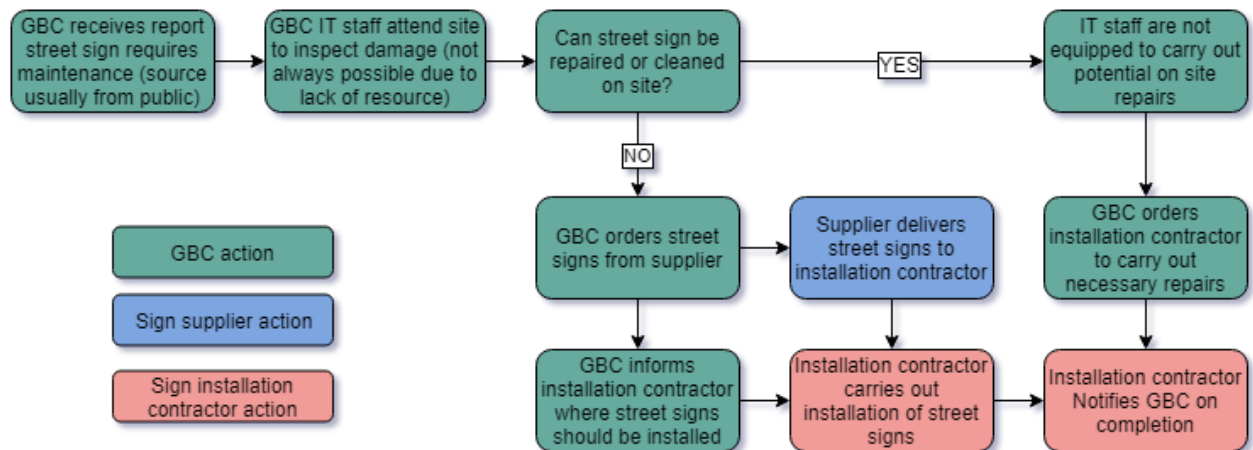 GBC receives report
street sign requires
maintenance (source
usually from public)
GBC IT staff attend site
to inspect damage (not
always possible due to
lack of resource)
Can street sign be
repaired or cleaned
on site?
YES
IT staff are not
equipped to carry out
potential on site
repairs
NO
GBC orders street
signs from supplier
Supplier delivers
street signs to
installation contractor
GBC orders
installation contractor
to carry out
necessary repairs
GBC informs
installation contractor
where street signs
should be installed
Installation contractor
carries out
installation of street
signs
Installation contractor
Notifies GBC on
completion
GBC action
Sign supplier action
Sign installation
contractor action